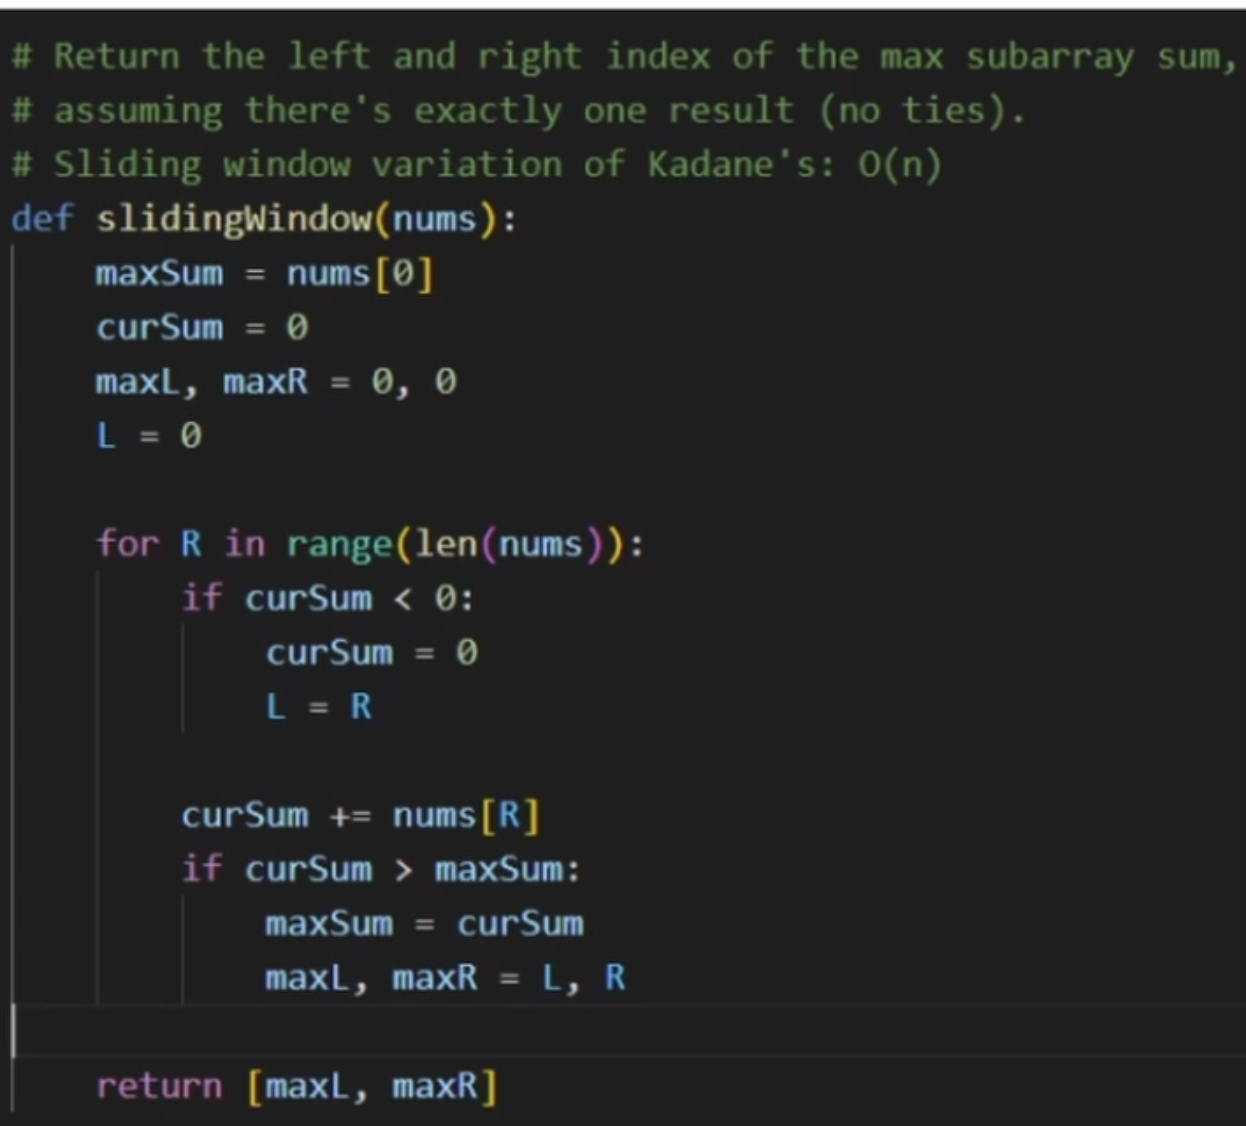 # Return the left and right index of the max subarray sum,
# assuming there's exactly one result (no ties).
# Sliding window variation of Kadane's: O(n)
def slidingWindow(nums):
    maxSum = nums[0]
    curSum = 0
    maxL, maxR = 0, 0
    L = 0

    for R in range(len(nums)):
        if curSum < 0:
            curSum = 0
            L = R

        curSum += nums[R]
        if curSum > maxSum:
            maxSum = curSum
            maxL, maxR = L, R

    return [maxL, maxR]